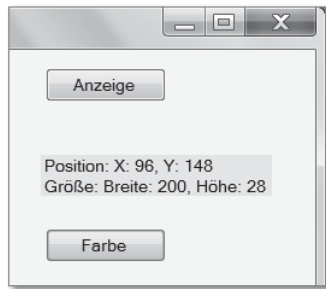 Anzeige
Position: X: 96, Y: 148
Größe: Breite: 200, Höhe: 28
Farbe